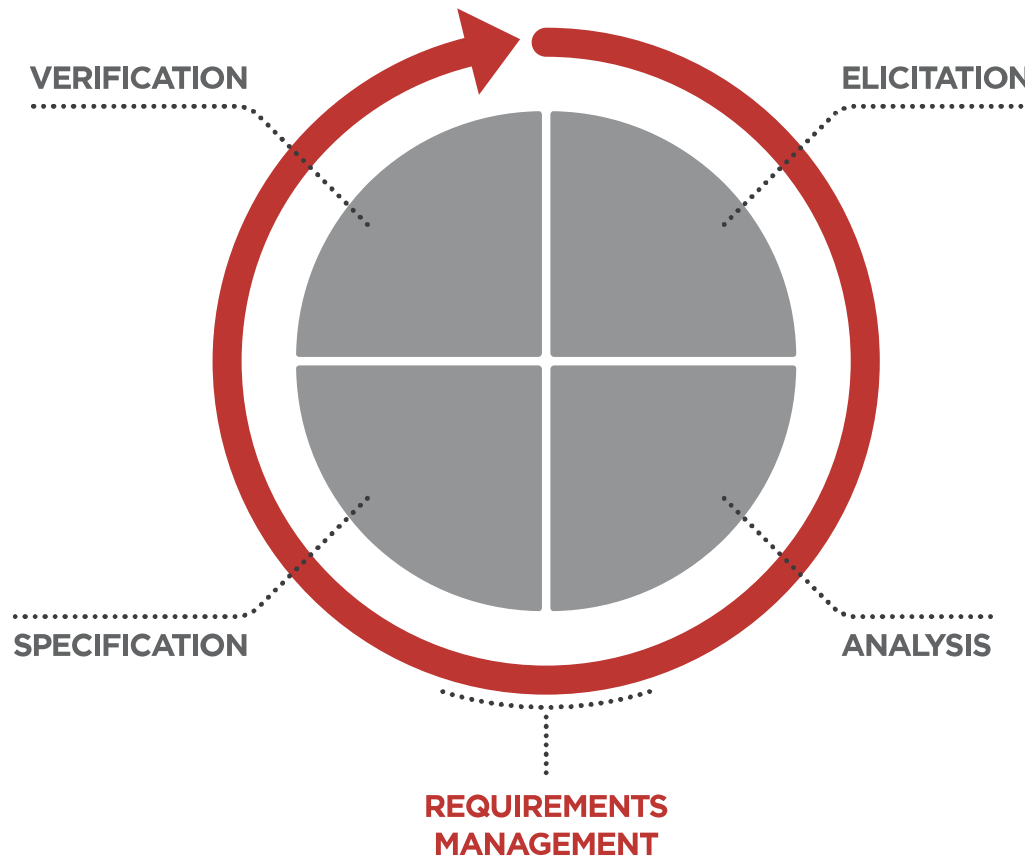 VERIFICATION
ELICITATION
SPECIFICATION
ANALYSIS
REQUIREMENTS
MANAGEMENT